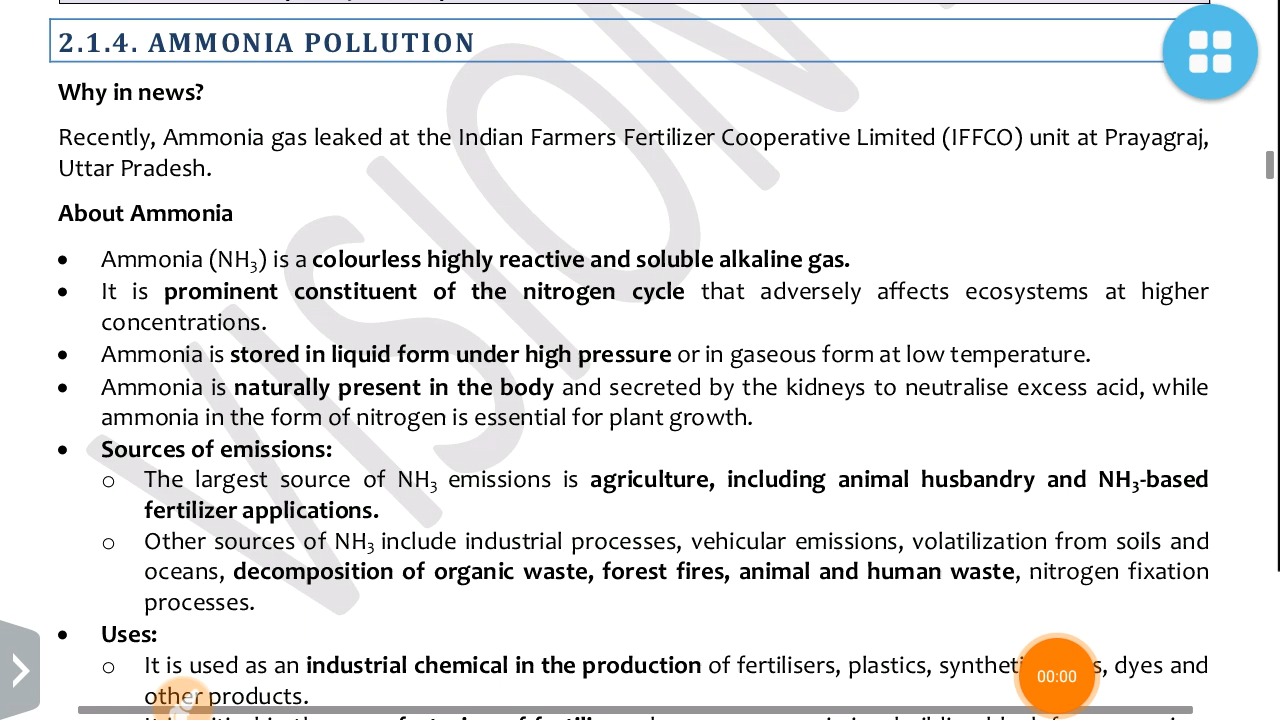 2.1.4. AMMONIA POLLUTION
Why in news?
Recently, Ammonia gas leaked at the Indian Farmers Fertilizer Cooperative Limited (IFFCO) unit at Prayagraj,
Uttar Pradesh.
About Ammonia
• Ammonia (NH3) is a colourless highly reactive and soluble alkaline gas.
• It is prominent constituent of the nitrogen cycle that adversely affects ecosystems at higher
concentrations.
• Ammonia is stored in liquid form under high pressure or in gaseous form at low temperature.
• Ammonia is naturally present in the body and secreted by the kidneys to neutralise excess acid, while
ammonia in the form of nitrogen is essential for plant growth.
• Sources of emissions:
o The largest source of NH3 emissions is agriculture, including animal husbandry and NH3-based
fertilizer applications.
o Other sources of NH3 include industrial processes, vehicular emissions, volatilization from soils and
oceans, decomposition of organic waste, forest fires, animal and human waste, nitrogen fixation
processes.
• Uses:
o It is used as an industrial chemical in the production of fertilisers, plastics, dyes and
other products.
00:00
VISION